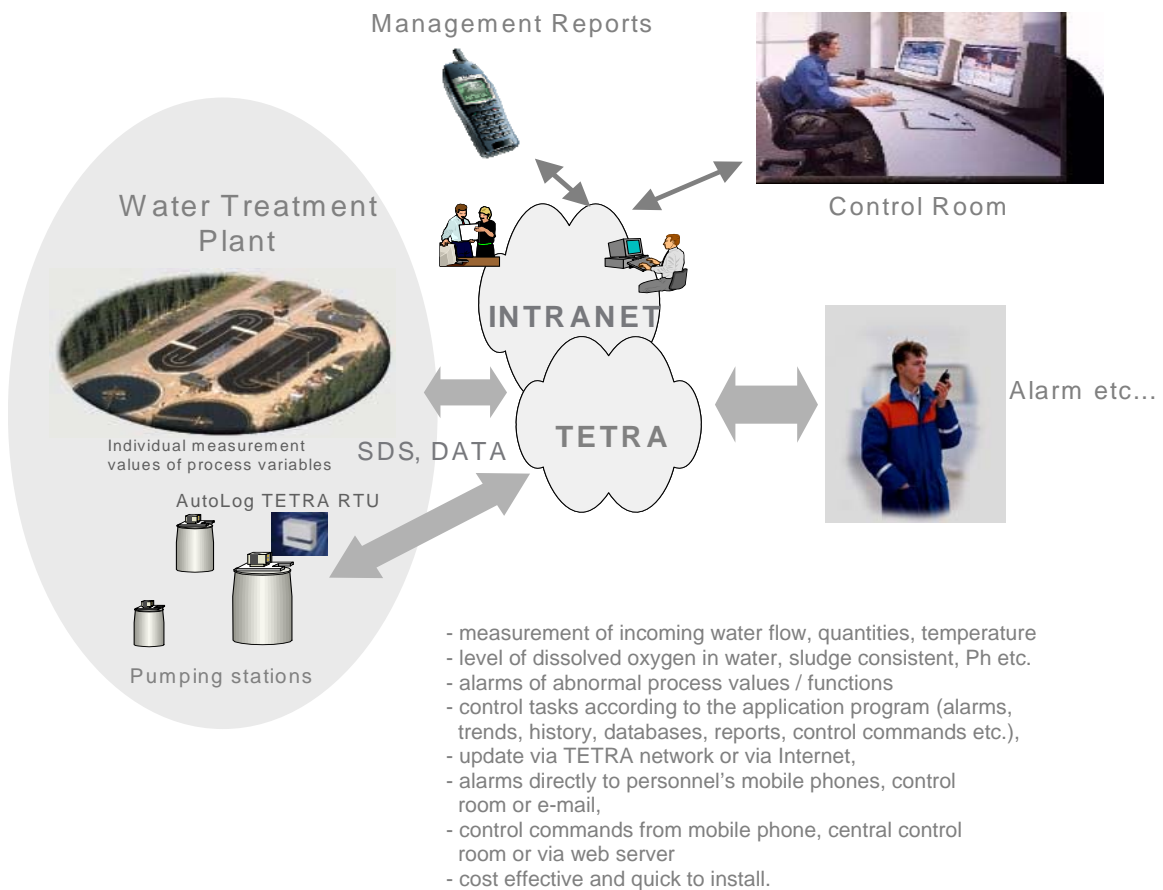 Management Reports
Control Room
Water Treatment
Plant
INTRANET
TETRA
Alarm etc...
Individual measurement
values of process variables
SDS, DATA
AutoLog TETRA RTU
Pumping stations
- measurement of incoming water flow, quantities, temperature
- level of dissolved oxygen in water, sludge consistent, Ph etc.
- alarms of abnormal process values / functions
- control tasks according to the application program (alarms,
trends, history, databases, reports, control commands etc.),
- update via TETRA network or via Internet,
- alarms directly to personnel's mobile phones, control
room or e-mail,
- control commands from mobile phone, central control
room or via web server
- cost effective and quick to install.